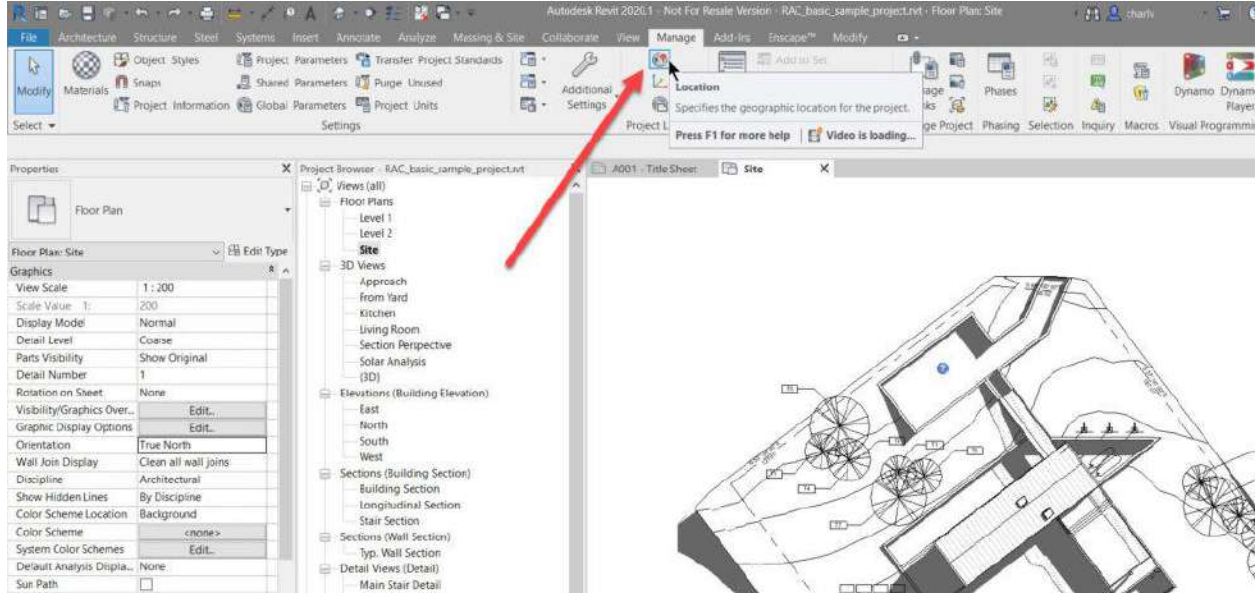 Autodesk Revit 2020.1 - Not For Resale Version - RAC_basic_sample_project.rvt - Floor Plan: Site
File Architecture Structure Steel Systems Insert Annotate Analyze Massing & Site Collaborate View Manage Add-Ins Enscape™ Modify
Object Styles Project Parameters Transfer Project Standards
Snaps Shared Parameters Purge Unused
Project Information Global Parameters Project Units
Modify Materials Additional Settings Phases Dynamo
Player
Location
Specifies the geographic location for the project.
Press F1 for more help Video is loading...
Select Settings Project Phasing Selection Inquiry Macros Visual Programmi
Properties X Project Browser - RAC_basic_sample_project.rvt A001 - Title Sheet Site X
Floor Plan
Floor Plan: Site Edit Type
Graphics
View Scale 1 : 200
Scale Value 1: 200
Display Model Normal
Detail Level Coarse
Parts Visibility Show Original
Detail Number 1
Rotation on Sheet None
Visibility/Graphics Over... Edit...
Graphic Display Options Edit...
Orientation True North
Wall Join Display Clean all wall joins
Discipline Architectural
Show Hidden Lines By Discipline
Color Scheme Location Background
Color Scheme <none>
System Color Schemes Edit...
Default Analysis Displa... None
Sun Path
Views (all)
Floor Plans
Level 1
Level 2
Site
3D Views
Approach
From Yard
Kitchen
Living Room
Section Perspective
Solar Analysis
(3D)
Elevations (Building Elevation)
East
North
South
West
Sections (Building Section)
Building Section
Longitudinal Section
Stair Section
Sections (Wall Section)
Typ. Wall Section
Detail Views (Detail)
Main Stair Detail